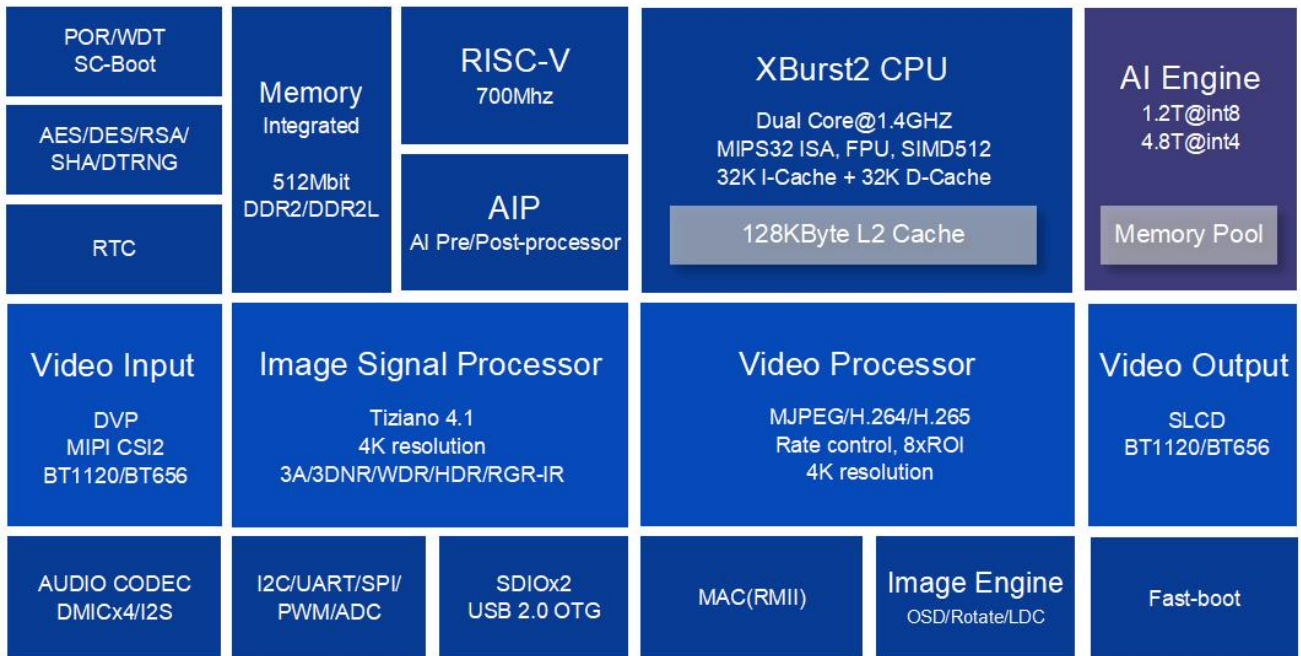 POR/WDT
SC-Boot
AES/DES/RSA/
SHA/DTRNG
RTC
Memory
Integrated
512Mbit
DDR2/DDR2L
RISC-V
700Mhz
AIP
AI Pre/Post-processor
XBurst2 CPU
Dual Core@1.4GHZ
MIPS32 ISA, FPU, SIMD512
32K I-Cache + 32K D-Cache
128KByte L2 Cache
AI Engine
1.2T@int8
4.8T@int4
Memory Pool
Video Input
DVP
MIPI CSI2
BT1120/BT656
Image Signal Processor
Tiziano 4.1
4K resolution
3A/3DNR/WDR/HDR/RGR-IR
Video Processor
MJPEG/H.264/H.265
Rate control, 8xROI
4K resolution
Video Output
SLCD
BT1120/BT656
AUDIO CODEC
DMICx4/I2S
I2C/UART/SPI/
PWM/ADC
SDIOx2
USB 2.0 OTG
MAC(RMII)
Image Engine
OSD/Rotate/LDC
Fast-boot